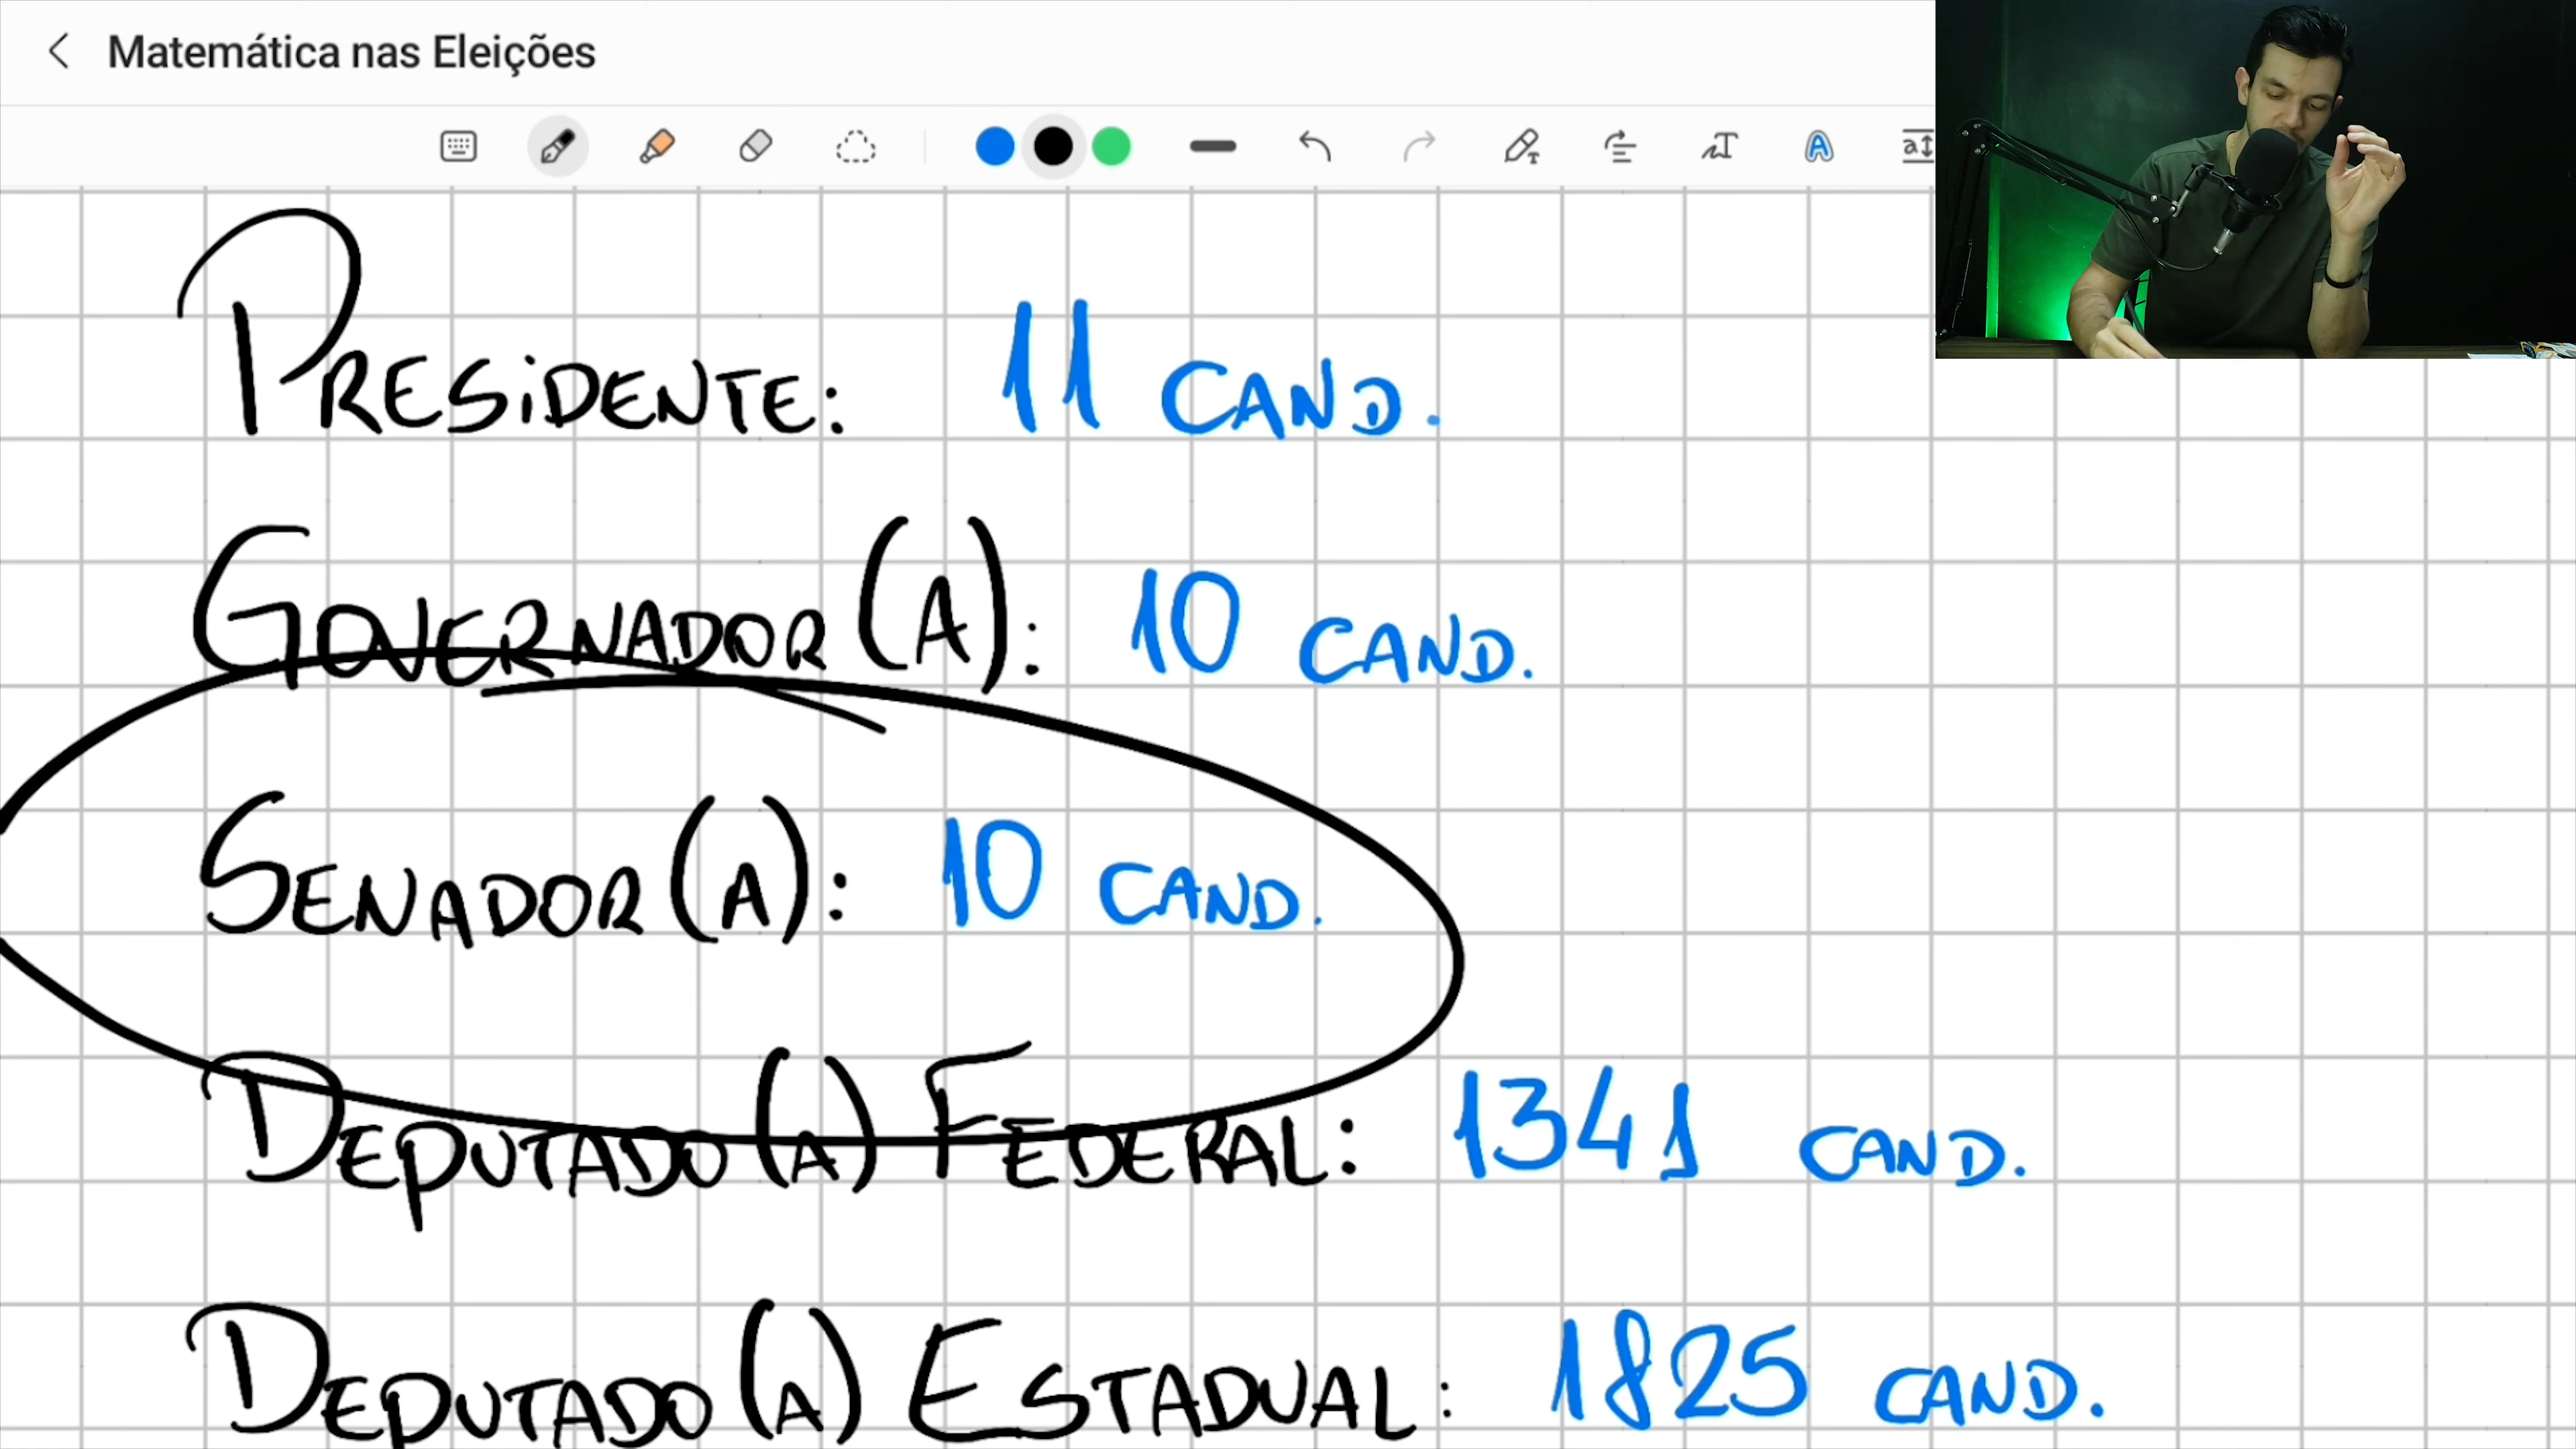 Matemática nas Eleições
PRESiDENTE: 11 CAND.
GOVERNADOR(A): 10 CAND.
SENADOR(A): 10 CAND.
DEPUTADO(A) FEDERAL: 1341 CAND.
DEPUTADO(A) ESTADUAL: 1825 CAND.